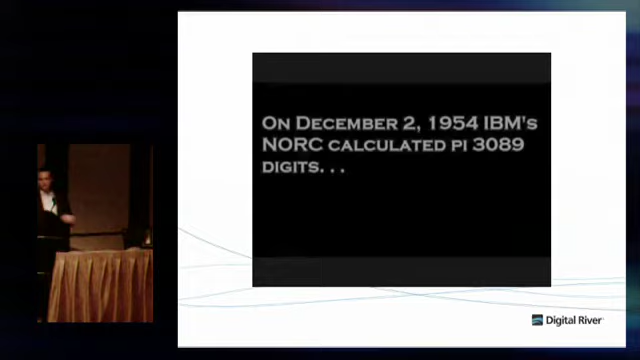 On December 2, 1954 IBM's
NORC calculated pi 3089
digits. . .
Digital River